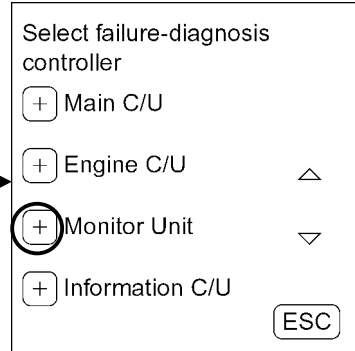 Select failure-diagnosis
controller
+ Main C/U
+ Engine C/U
+ Monitor Unit
+ Information C/U
ESC